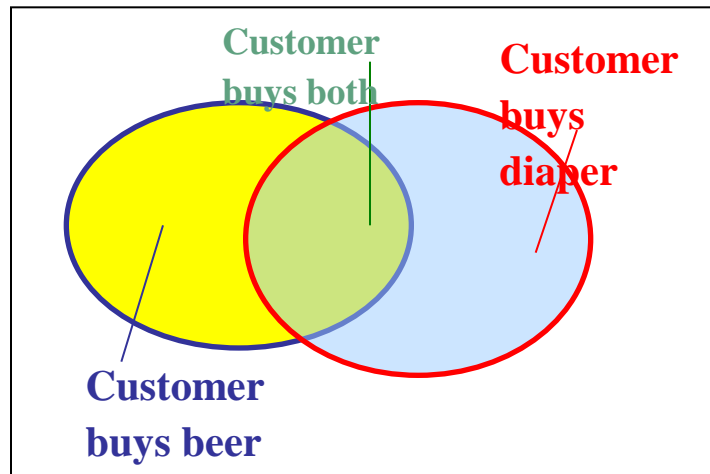 Customer
buys both
Customer
buys
diaper
Customer
buys beer